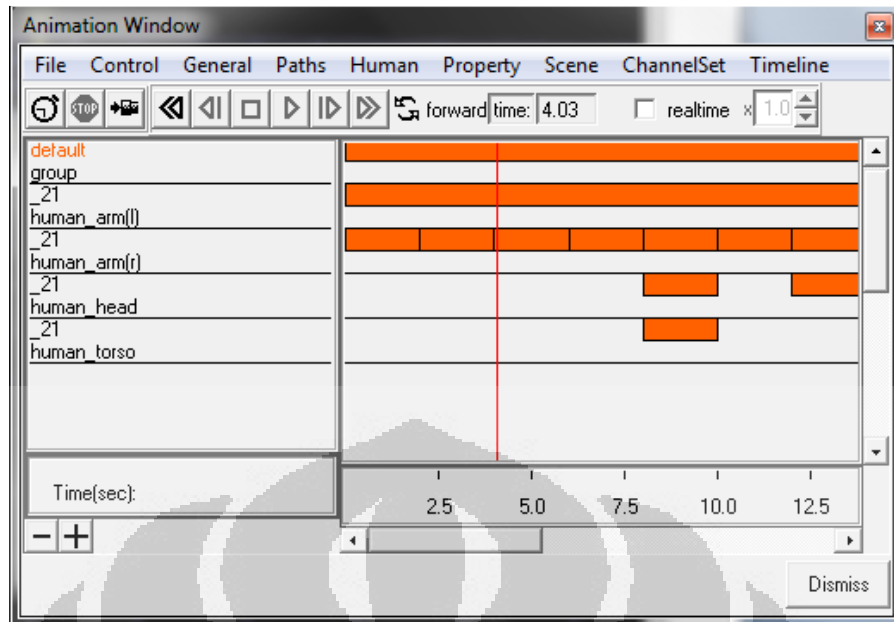 Animation Window
File Control General Paths Human Property Scene ChannelSet Timeline
STOP forward time: 4.03 realtime x 1.0
default
group
_21
human_arm(l)
_21
human_arm(r)
_21
human_head
_21
human_torso
Time(sec): 2.5 5.0 7.5 10.0 12.5
Dismiss